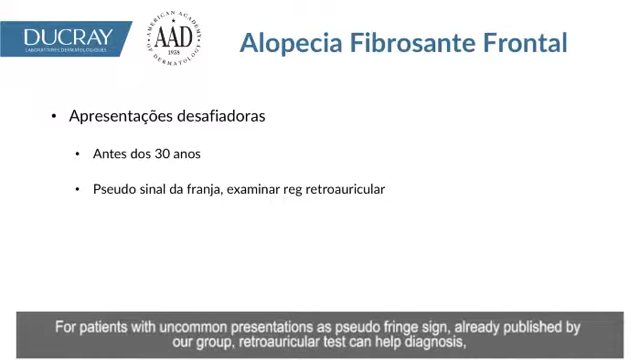 DUCRAY
LABORATOIRES DERMATOLOGIQUES
AMERICAN ACADEMY OF DERMATOLOGY
AAD
1938
Alopecia Fibrosante Frontal
• Apresentações desafiadoras
• Antes dos 30 anos
• Pseudo sinal da franja, examinar reg retroauricular
For patients with uncommon presentations as pseudo fringe sign, already published by
our group, retroauricular test can help diagnosis,